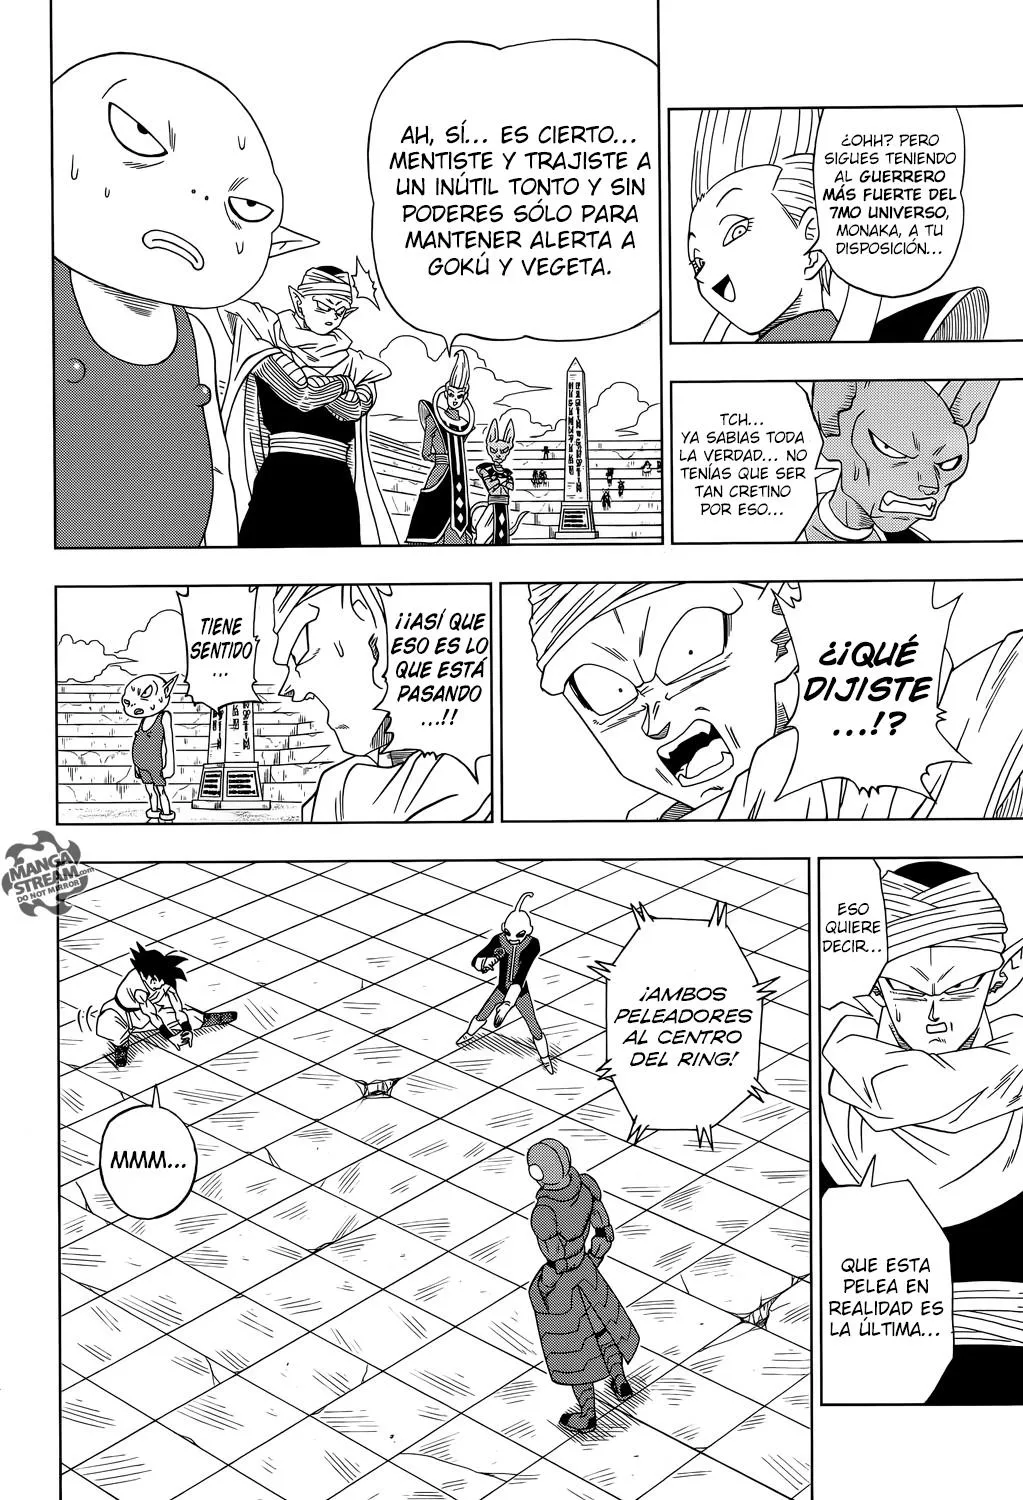 ¿OHH? PERO
SIGUES TENIENDO
AL GUERRERO
MÁS FUERTE DEL
7MO UNIVERSO,
MONAKA, A TU
DISPOSICIÓN...
TCH...
YA SABIAS TODA
LA VERDAD... NO
TENÍAS QUE SER
TAN CRETINO
POR ESO...
AH, SÍ... ES CIERTO...
MENTISTE Y TRAJISTE A
UN INÚTIL TONTO Y SIN
PODERES SÓLO PARA
MANTENER ALERTA A
GOKÚ Y VEGETA.
¿¡QUÉ
DIJISTE
...!?
¡¡ASÍ QUE
ESO ES LO
QUE ESTÁ
PASANDO
...!!
TIENE
SENTIDO
...
ESO
QUIERE
DECIR...
QUE ESTA
PELEA EN
REALIDAD ES
LA ÚLTIMA...
¡AMBOS
PELEADORES
AL CENTRO
DEL RING!
MMM...
MANGA
STREAM.com
DO NOT MIRROR